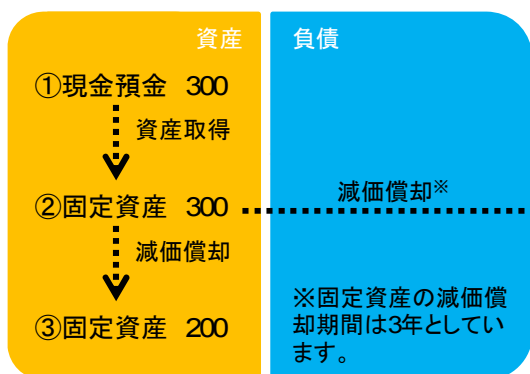 資産
負債
①現金預金 300
資産取得
②固定資産 300
減価償却※
減価償却
③固定資産 200
※固定資産の減価償
却期間は3年としてい
ます。